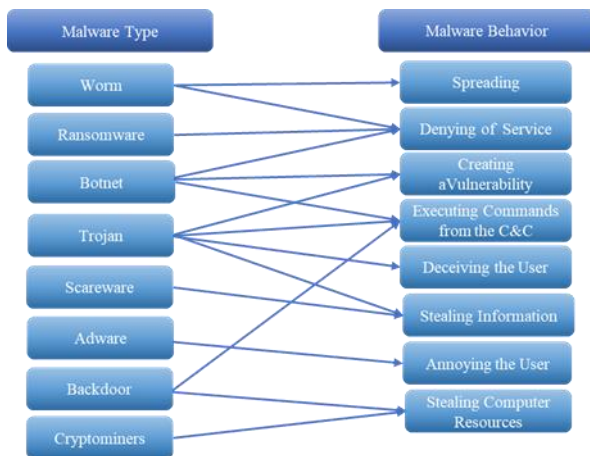 Malware Type
Malware Behavior
Worm
Ransomware
Botnet
Trojan
Scareware
Adware
Backdoor
Cryptominers
Spreading
Denying of Service
Creating
aVulnerability
Executing Commands
from the C&C
Deceiving the User
Stealing Information
Annoying the User
Stealing Computer
Resources